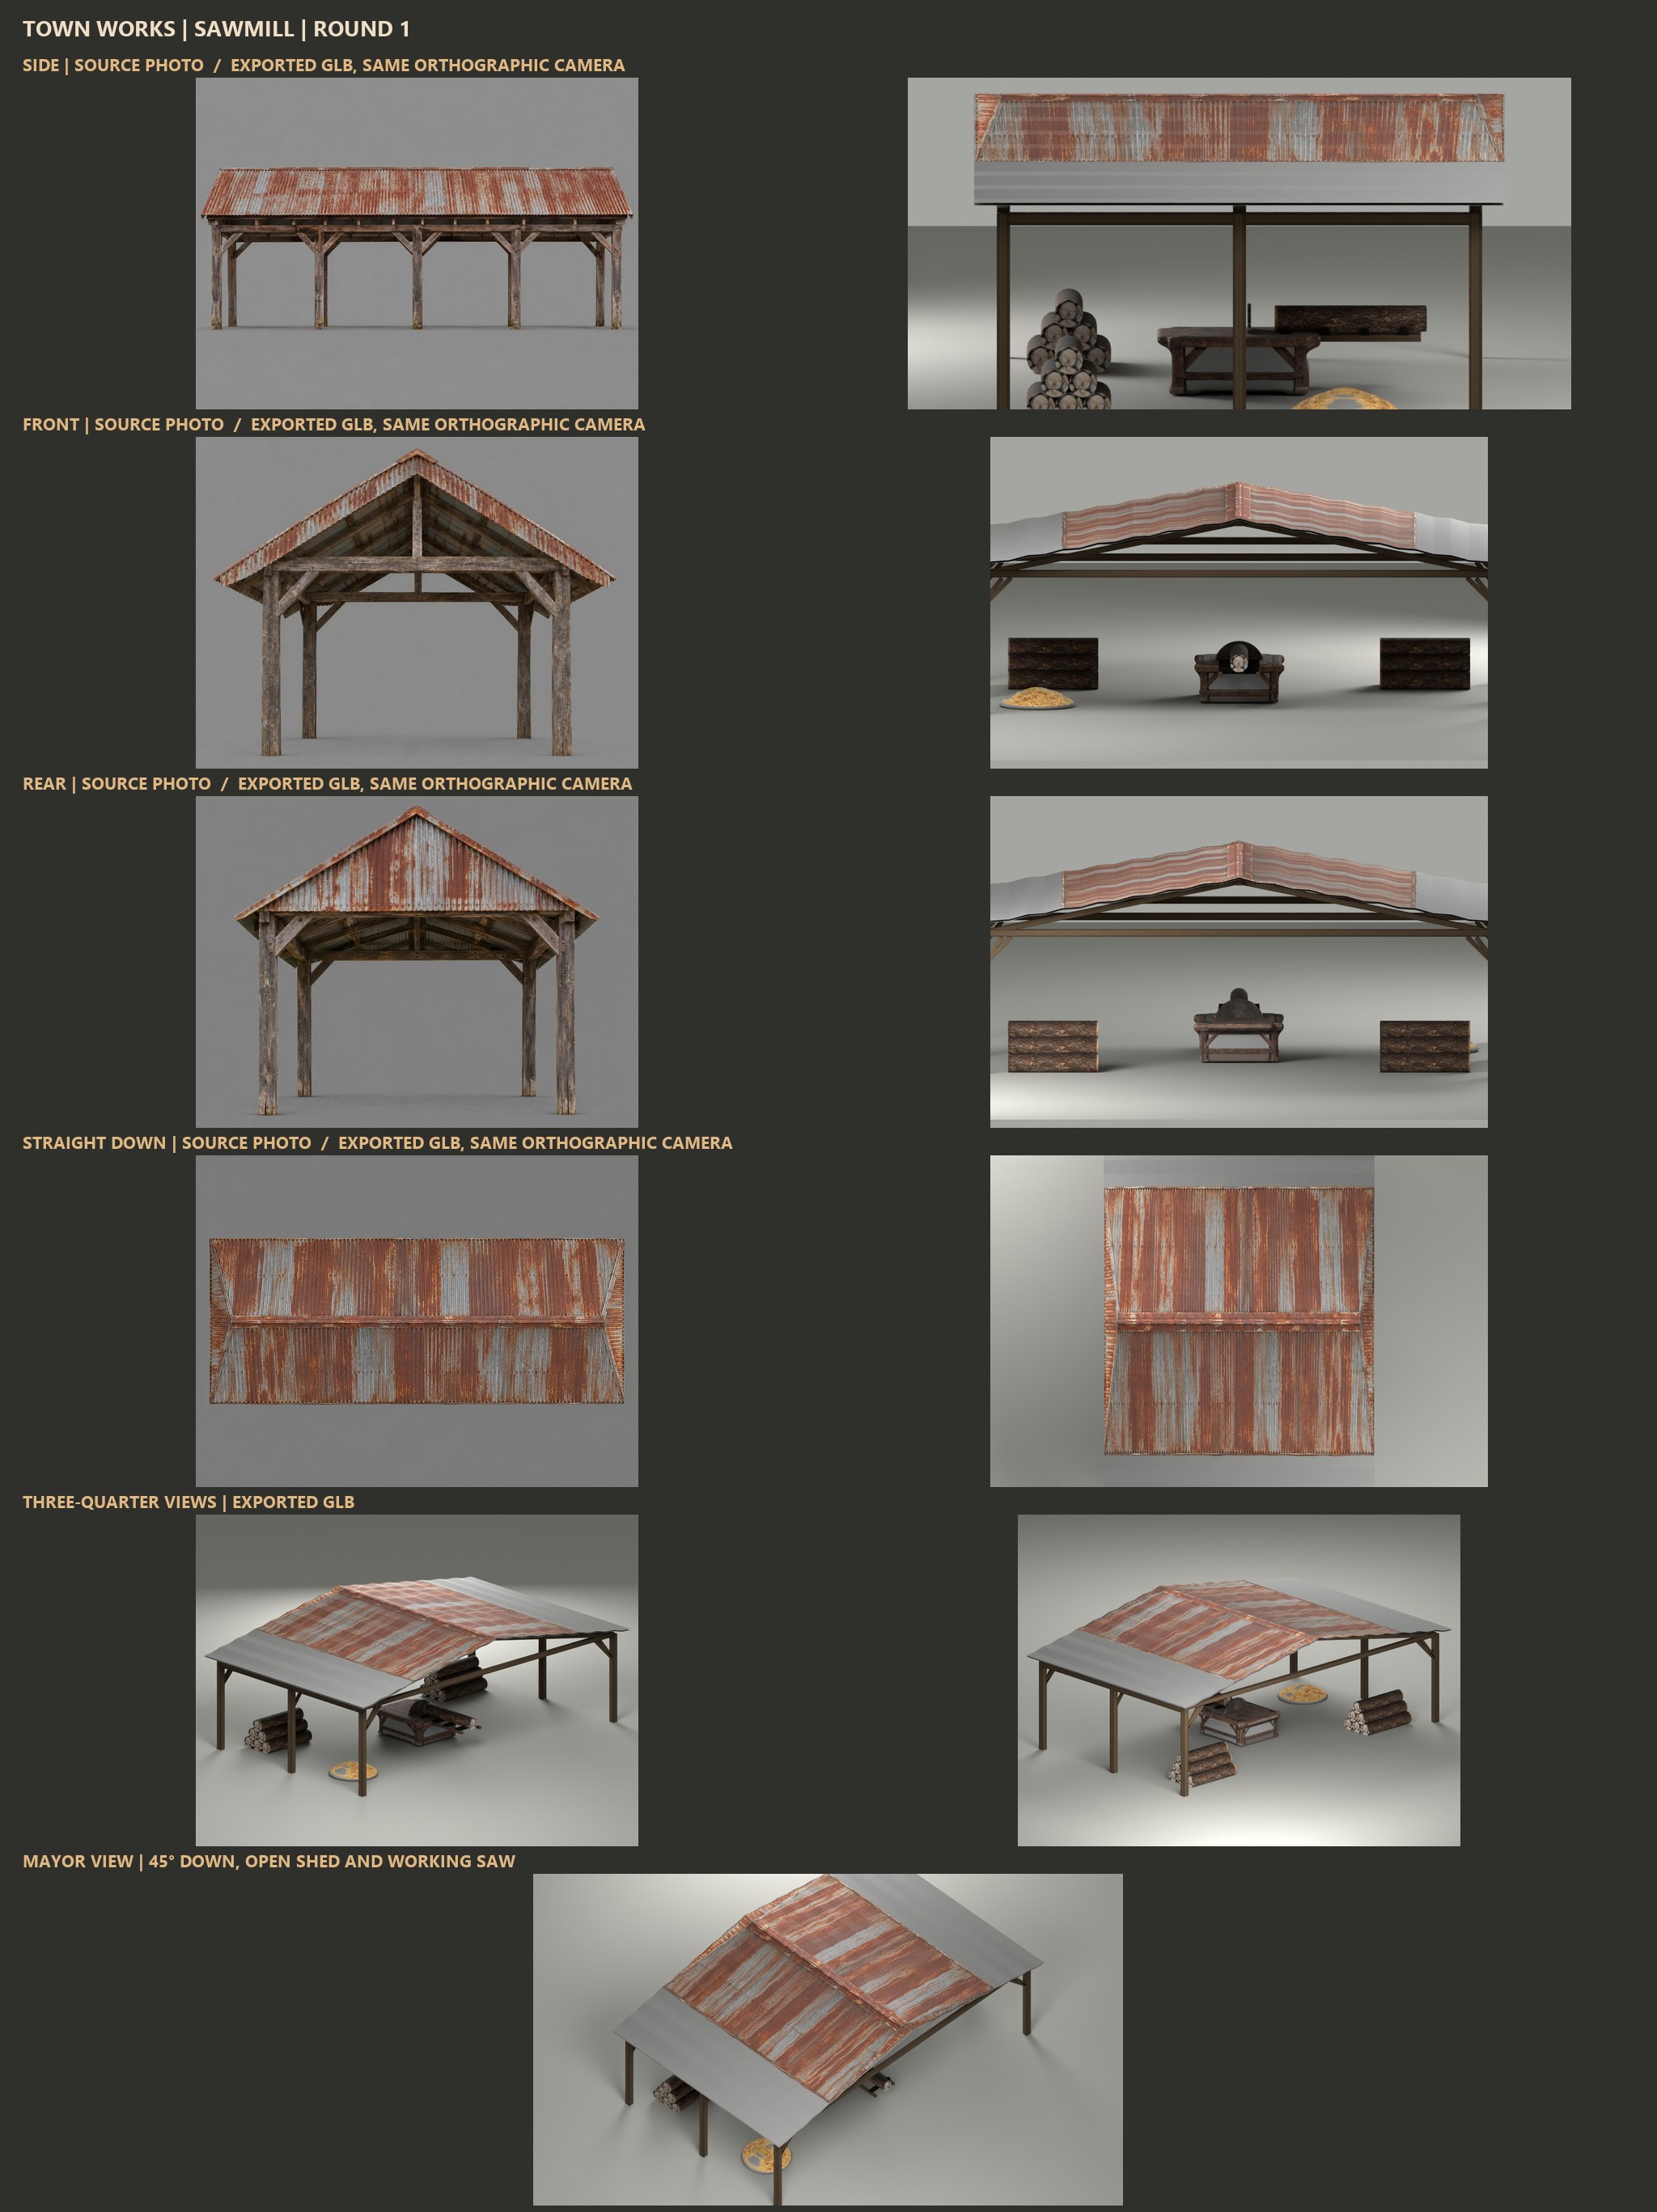 TOWN WORKS | SAWMILL | ROUND 1
SIDE | SOURCE PHOTO / EXPORTED GLB, SAME ORTHOGRAPHIC CAMERA
FRONT | SOURCE PHOTO / EXPORTED GLB, SAME ORTHOGRAPHIC CAMERA
REAR | SOURCE PHOTO / EXPORTED GLB, SAME ORTHOGRAPHIC CAMERA
STRAIGHT DOWN | SOURCE PHOTO / EXPORTED GLB, SAME ORTHOGRAPHIC CAMERA
THREE-QUARTER VIEWS | EXPORTED GLB
MAYOR VIEW | 45° DOWN, OPEN SHED AND WORKING SAW